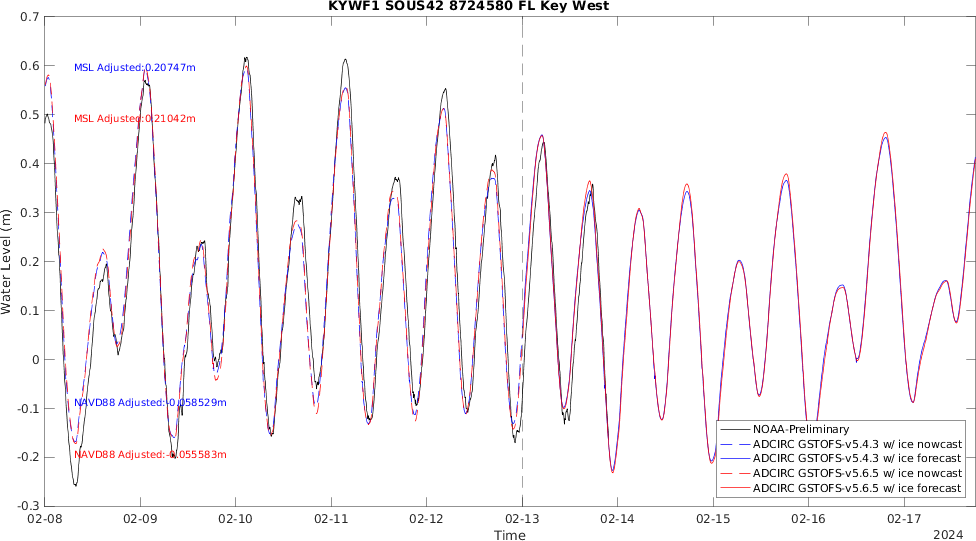 KYWF1 SOUS42 8724580 FL Key West
0.7
0.6
0.5
0.4
0.3
0.2
0.1
0
-0.1
-0.2
-0.3
Water Level (m)
MSL Adjusted:0.20747m
MSL Adjusted:0.21042m
NAVD88 Adjusted:-0.058529m
NAVD88 Adjusted:-0.055583m
NOAA-Preliminary
ADCIRC GSTOFS-v5.4.3 w/ ice nowcast
ADCIRC GSTOFS-v5.4.3 w/ ice forecast
ADCIRC GSTOFS-v5.6.5 w/ ice nowcast
ADCIRC GSTOFS-v5.6.5 w/ ice forecast
02-08 02-09 02-10 02-11 02-12 02-13 02-14 02-15 02-16 02-17
Time
2024